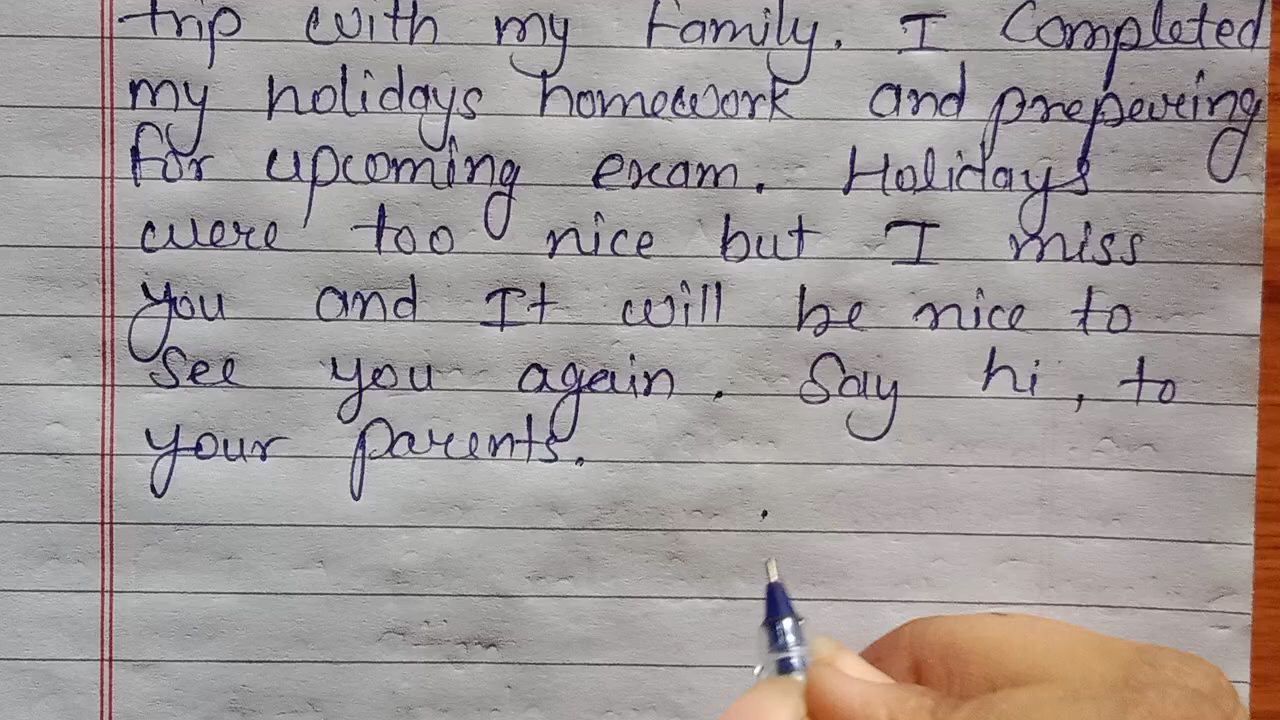 trip with my family. I Completed
my holidays homework and prepering
for upcoming exam. Holidays
were too nice but I miss
you and It will be nice to
See you again. Say hi, to
your parents.